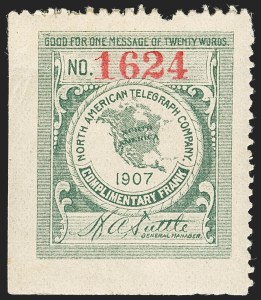 GOOD FOR ONE MESSAGE OF TWENTY WORDS.
NO. 1624
NORTH AMERICAN TELEGRAPH COMPANY
NORTH
AMERICA
1907
COMPLIMENTARY FRANK
H A Tuttle
GENERAL MANAGER.